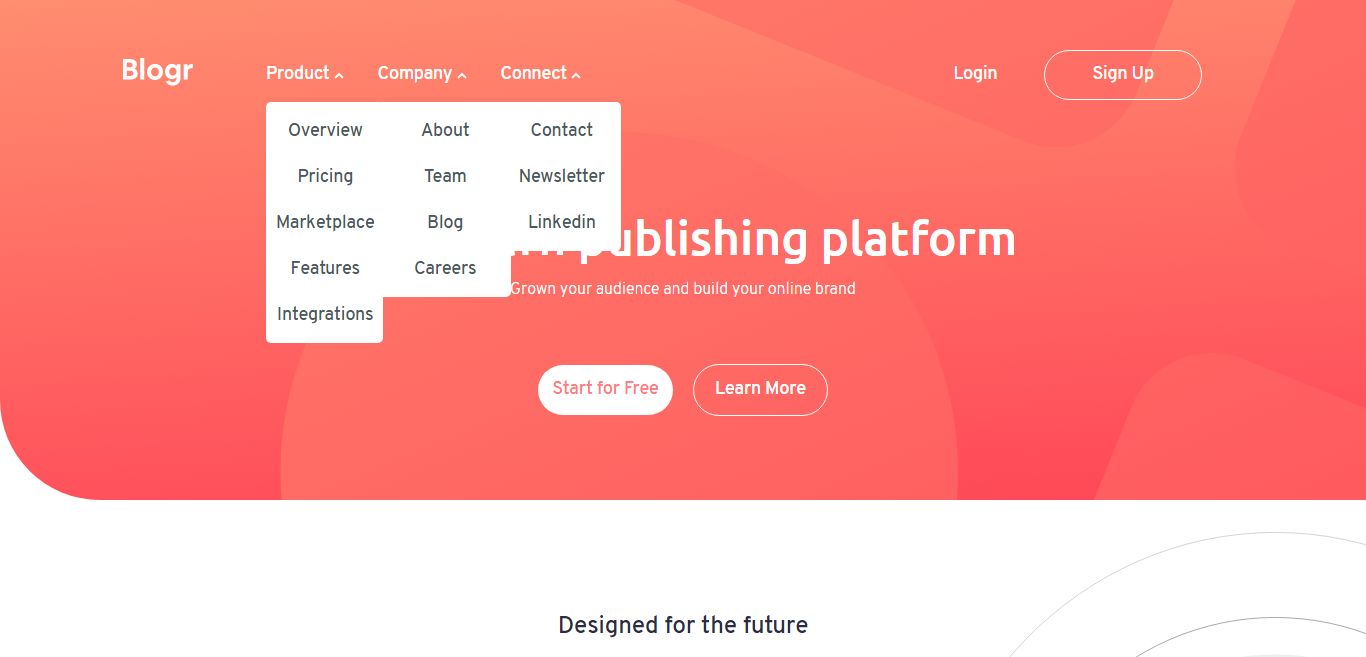 Blogr Product Company Connect Login Sign Up
Overview About Contact
Pricing Team Newsletter
Marketplace Blog Linkedin
publishing platform
Features Careers
Grown your audience and build your online brand
Integrations
Start for Free Learn More
Designed for the future